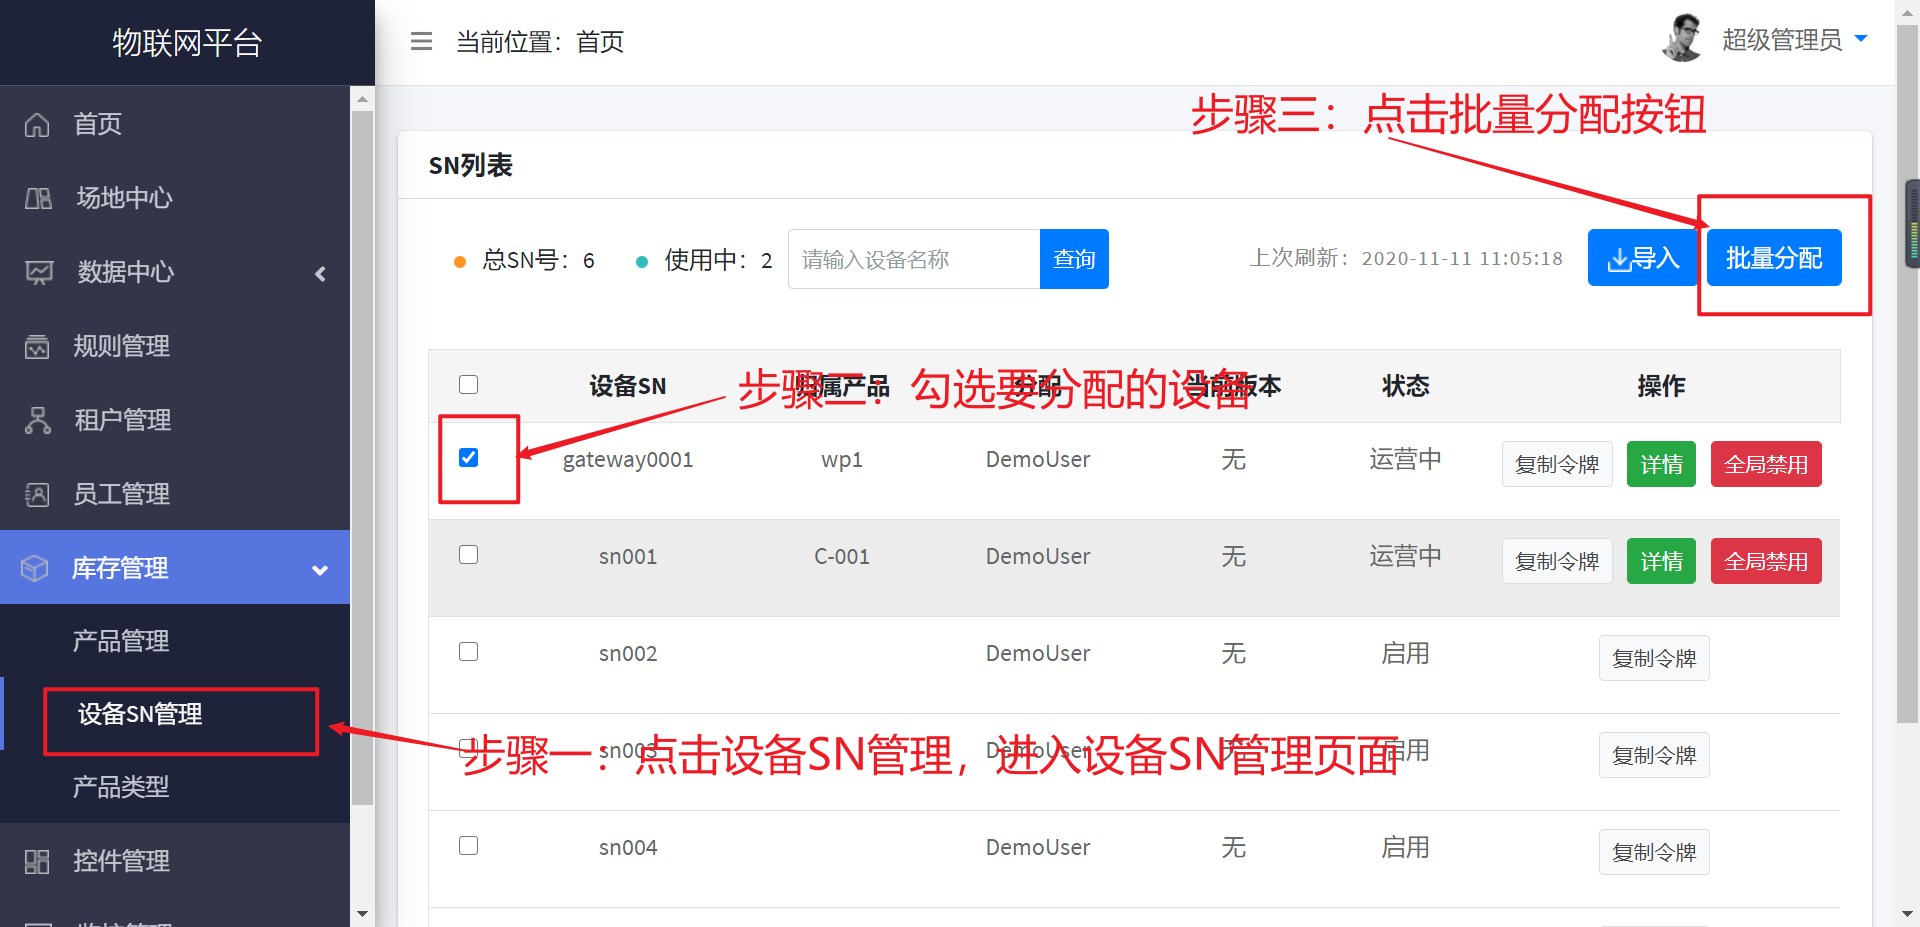 物联网平台
当前位置：首页
超级管理员
首页
场地中心
数据中心
规则管理
租户管理
员工管理
库存管理
产品管理
设备SN管理
产品类型
控件管理
步骤三：点击批量分配按钮
SN列表
总SN号：6
使用中：2
请输入设备名称
查询
上次刷新：2020-11-11 11:05:18
导入
批量分配
步骤二：勾选要分配的设备
设备SN 归属产品 分配 当前版本 状态 操作
gateway0001 wp1 DemoUser 无 运营中 复制令牌 详情 全局禁用
sn001 C-001 DemoUser 无 运营中 复制令牌 详情 全局禁用
sn002 DemoUser 无 启用 复制令牌
步骤一：点击设备SN管理，进入设备SN管理页面
sn003 DemoUser 无 启用 复制令牌
sn004 DemoUser 无 启用 复制令牌